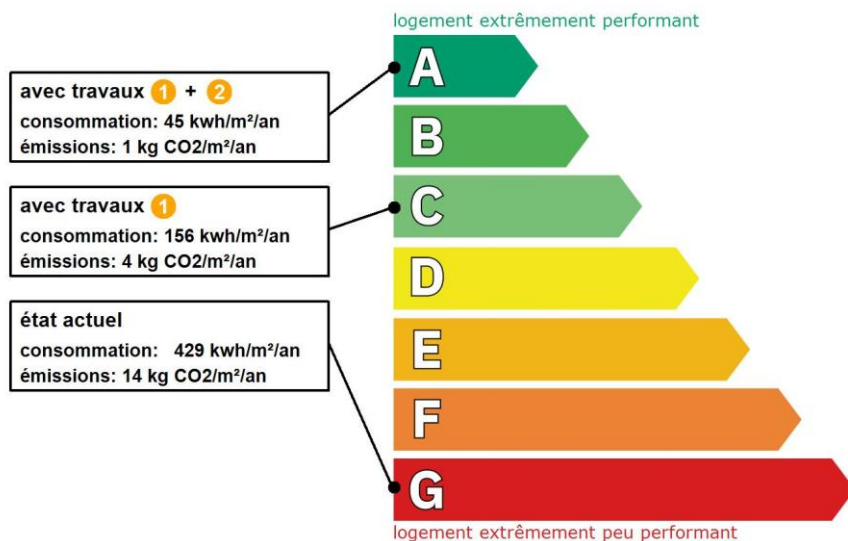 logement extrêmement performant
A
avec travaux 1 + 2
consommation: 45 kwh/m²/an
émissions: 1 kg CO2/m²/an
B
avec travaux 1
consommation: 156 kwh/m²/an
émissions: 4 kg CO2/m²/an
C
D
état actuel
consommation: 429 kwh/m²/an
émissions: 14 kg CO2/m²/an
E
F
G
logement extrêmement peu performant